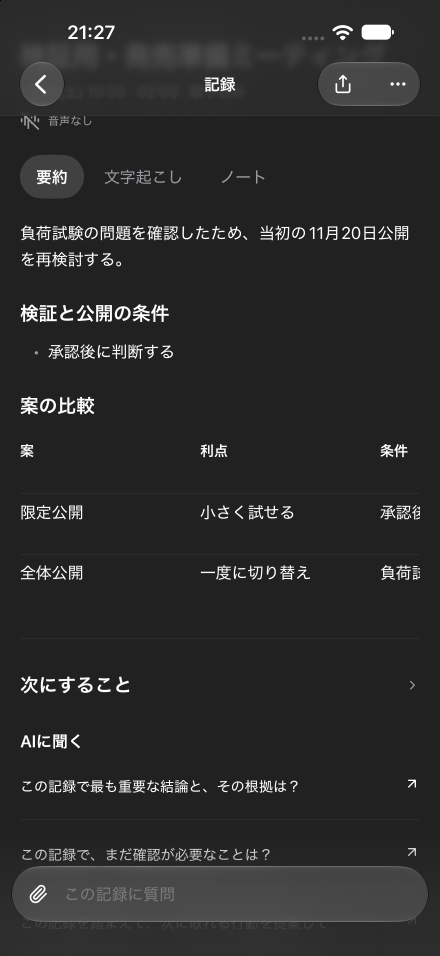 21:27
記録
音声なし
要約 文字起こし ノート
負荷試験の問題を確認したため、当初の11月20日公開
を再検討する。
検証と公開の条件
• 承認後に判断する
案の比較
案 利点 条件
限定公開 小さく試せる 承認後
全体公開 一度に切り替え 負荷試
次にすること
AIに聞く
この記録で最も重要な結論と、その根拠は？
この記録で、まだ確認が必要なことは？
この記録に質問